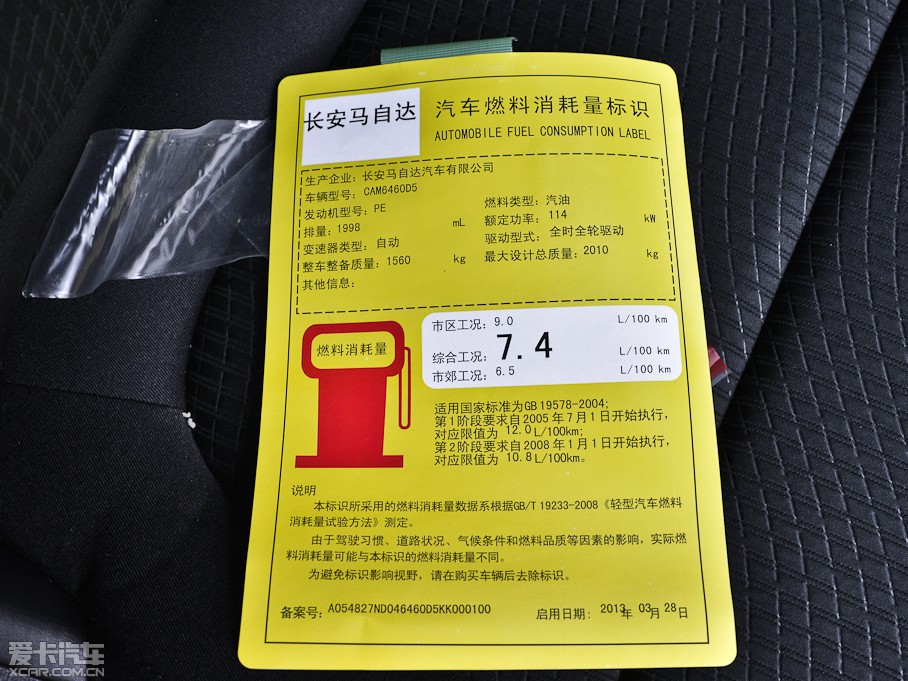 长安马自达
汽车燃料消耗量标识
AUTOMOBILE FUEL CONSUMPTION LABEL
生产企业：长安马自达汽车有限公司
车辆型号：CAM6460D5
发动机型号：PE 燃料类型：汽油
排量：1998 mL 额定功率：114 kW
变速器类型：自动 驱动型式：全时全轮驱动
整车整备质量：1560 kg 最大设计总质量：2010 kg
其他信息：
燃料消耗量
市区工况：9.0 L/100 km
综合工况：7.4 L/100 km
市郊工况：6.5 L/100 km
适用国家标准为GB 19578-2004；
第1阶段要求自2005年7月1日开始执行，
对应限值为 12.0L/100km；
第2阶段要求自2008年1月1日开始执行，
对应限值为 10.8L/100km。
说明
本标识所采用的燃料消耗量数据系根据GB/T 19233-2008《轻型汽车燃料
消耗量试验方法》测定。
由于驾驶习惯、道路状况、气候条件和燃料品质等因素的影响，实际燃
料消耗量可能与本标识的燃料消耗量不同。
为避免标识影响视野，请在购买车辆后去除标识。
备案号：A054827ND046460D5KK000100 启用日期：2013年 03月 28日
爱卡汽车
XCAR.COM.CN